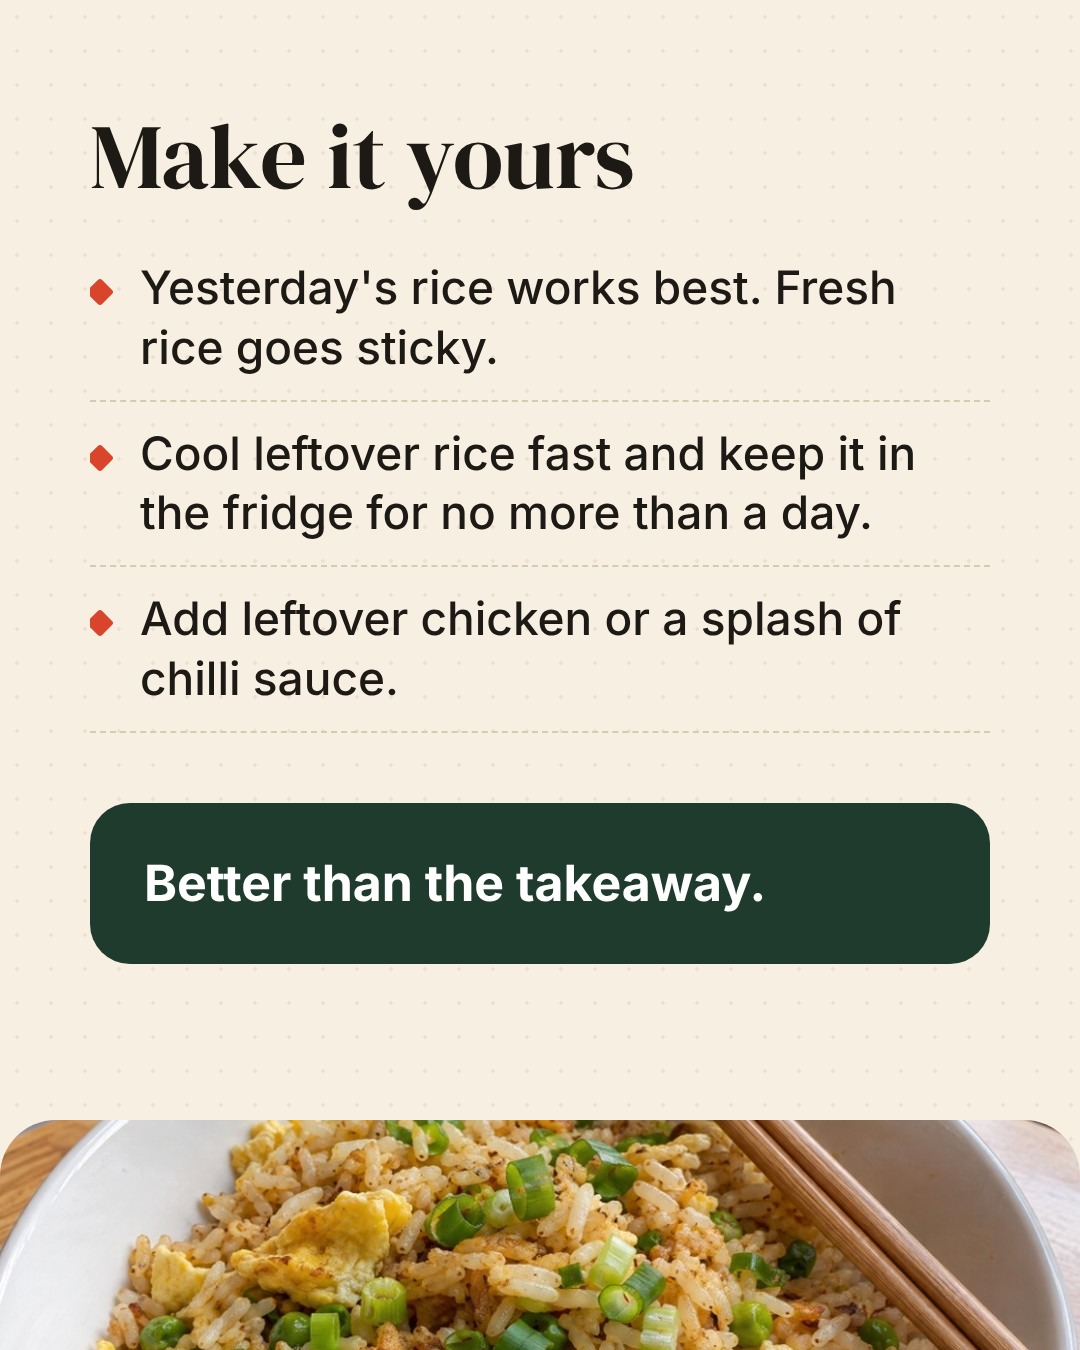 Make it yours
Yesterday's rice works best. Fresh
rice goes sticky.
Cool leftover rice fast and keep it in
the fridge for no more than a day.
Add leftover chicken or a splash of
chilli sauce.
Better than the takeaway.